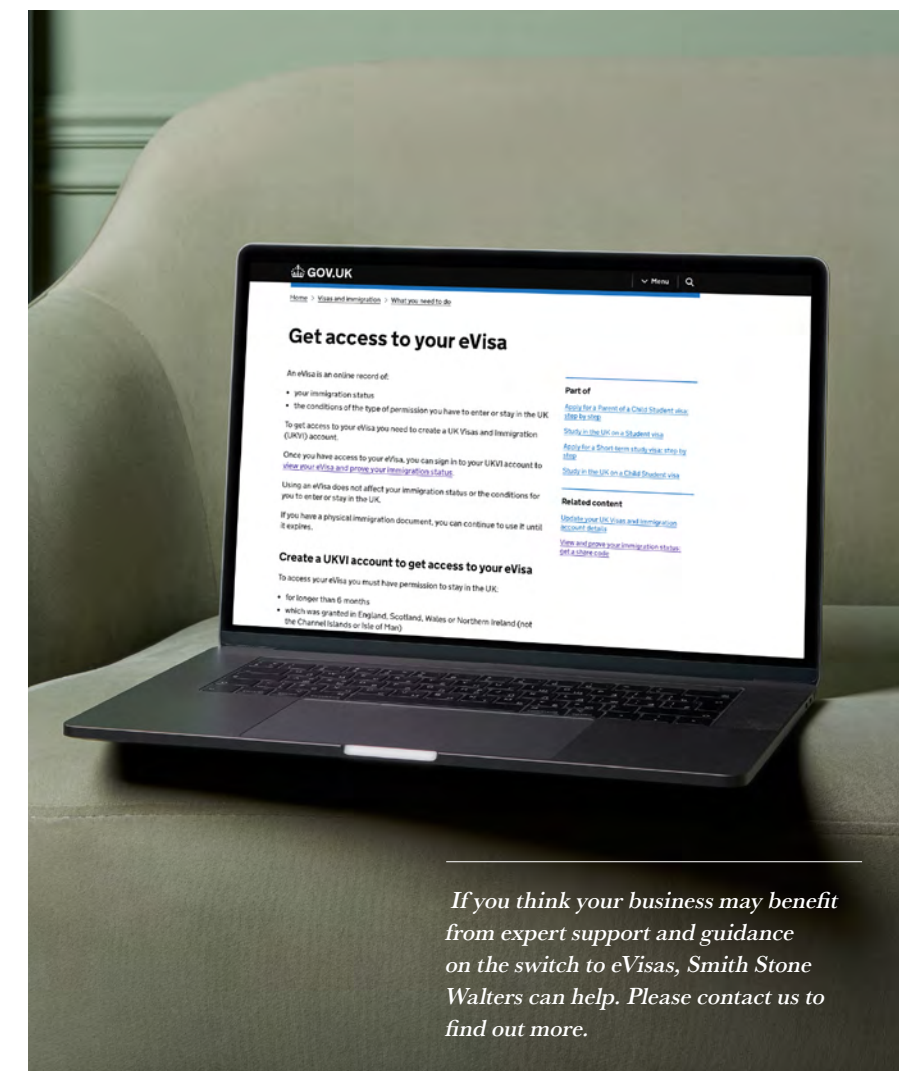 GOV.UK
Menu
Home > Visas and immigration > What you need to do
Get access to your eVisa
An eVisa is an online record of:
• your immigration status
• the conditions of the type of permission you have to enter or stay in the UK
To get access to your eVisa you need to create a UK Visas and Immigration
(UKVI) account.
Once you have access to your eVisa, you can sign in to your UKVI account to
view your eVisa and prove your immigration status.
Using an eVisa does not affect your immigration status or the conditions for
you to enter or stay in the UK.
If you have a physical immigration document, you can continue to use it until
it expires.
Create a UKVI account to get access to your eVisa
To access your eVisa you must have permission to stay in the UK:
• for longer than 6 months
• which was granted in England, Scotland, Wales or Northern Ireland (not
the Channel Islands or Isle of Man)
Part of
Apply for a Parent of a Child Student visa:
step by step
Study in the UK on a Student visa
Apply for a Short-term study visa: step by
step
Study in the UK on a Child Student visa
Related content
Update your UK Visas and Immigration
account details
View and prove your immigration status:
get a share code
If you think your business may benefit
from expert support and guidance
on the switch to eVisas, Smith Stone
Walters can help. Please contact us to
find out more.